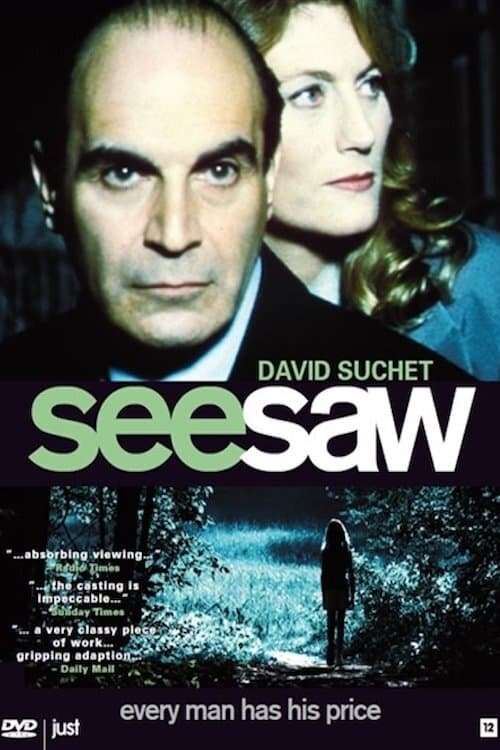 DAVID SUCHET
seesaw
"...absorbing viewing..."
- Radio Times
"... the casting is
impeccable..."
- Sunday Times
"... a very classy piece
of work...
gripping adaption..."
- Daily Mail
every man has his price
DVD
just
12